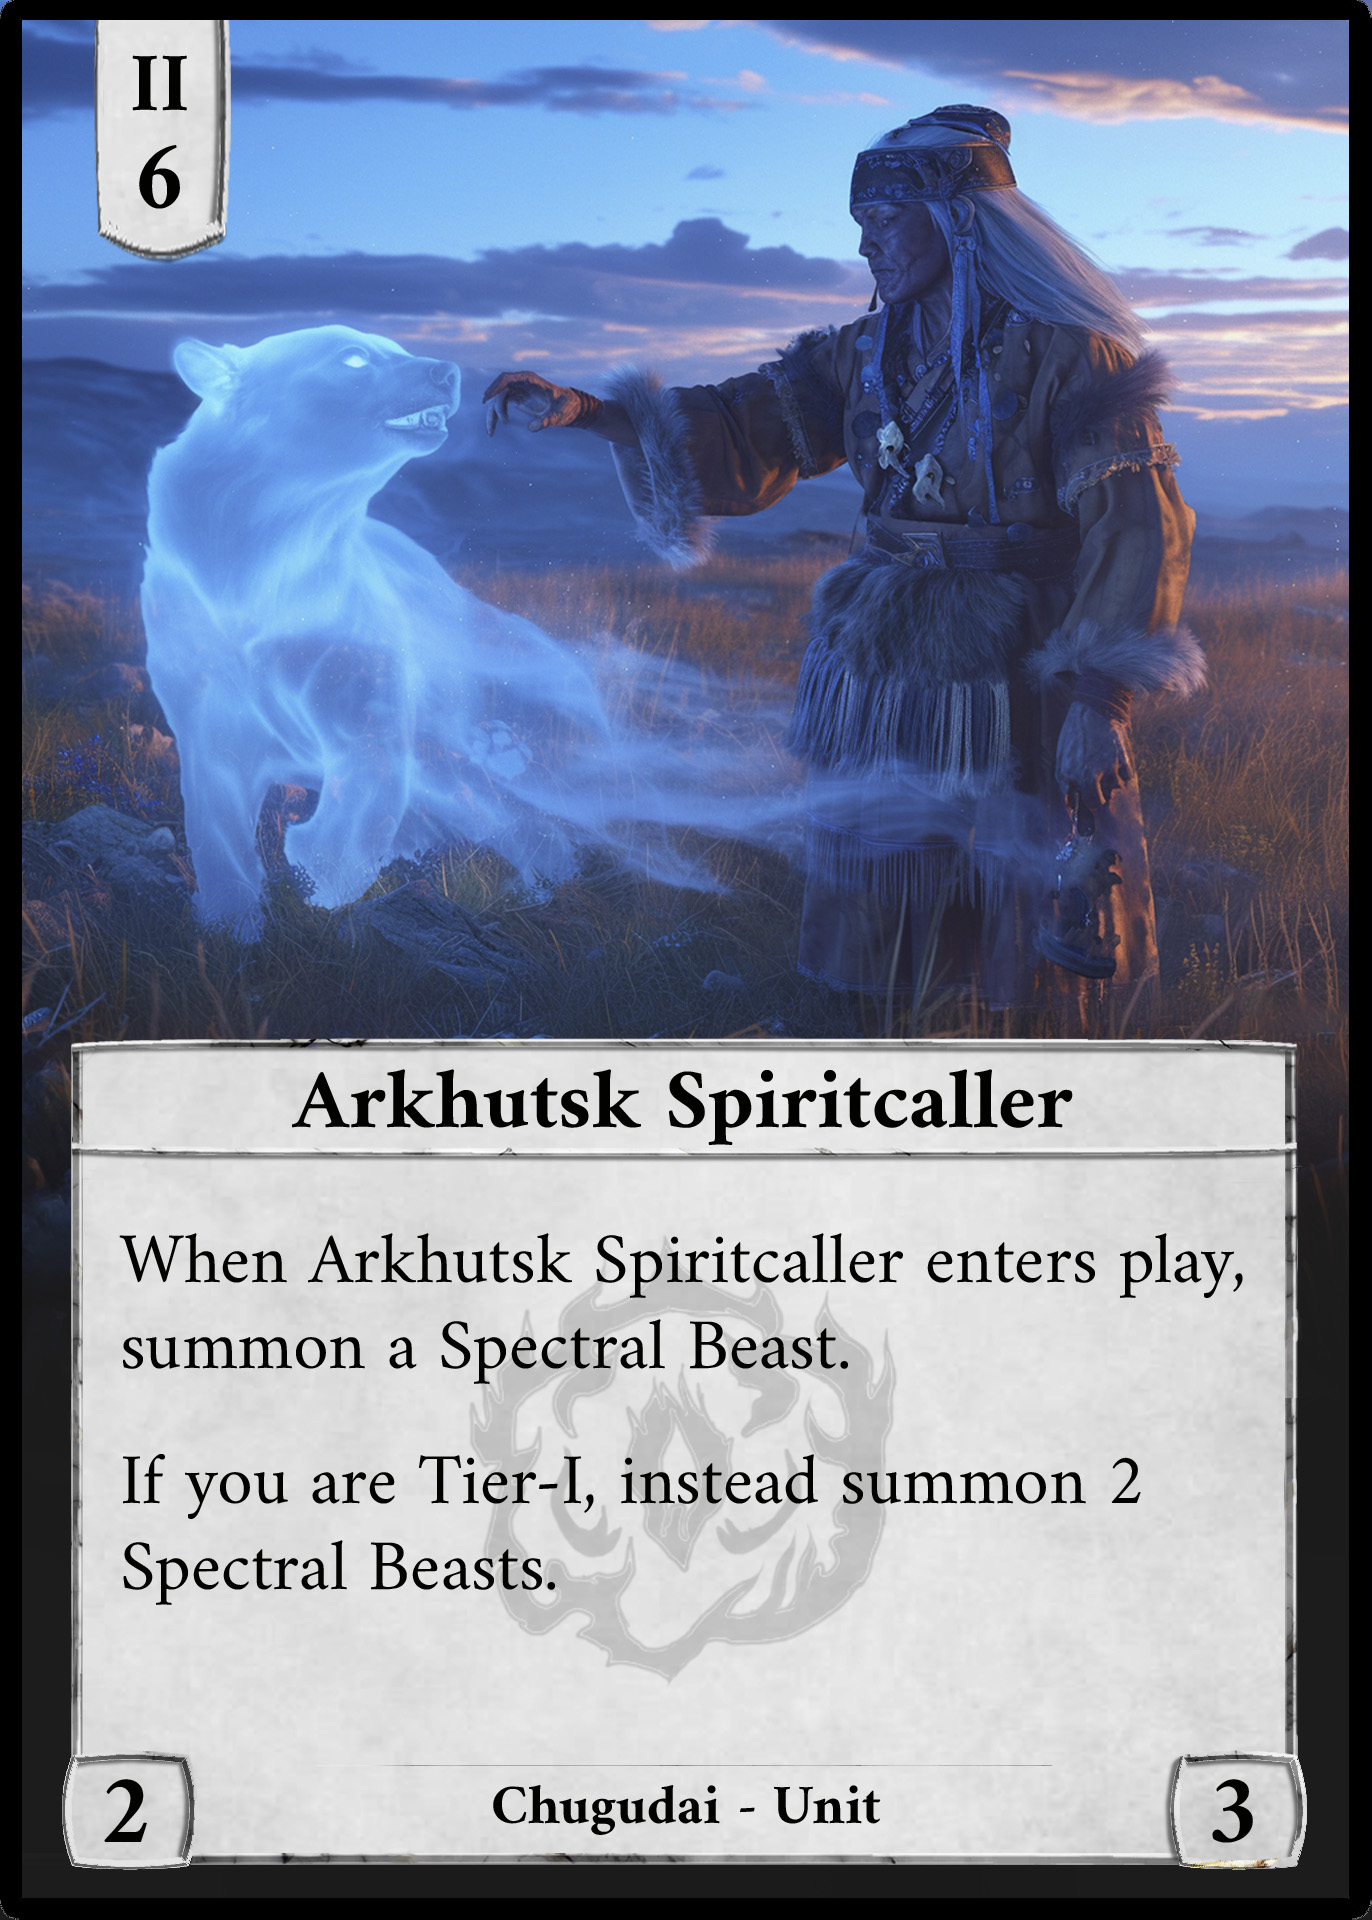 II
6
Arkhutsk Spiritcaller
When Arkhutsk Spiritcaller enters play,
summon a Spectral Beast.
If you are Tier-I, instead summon 2
Spectral Beasts.
2
Chugudai - Unit
3